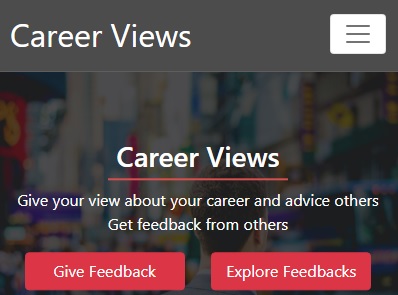 Career Views
Career Views
Give your view about your career and advice others
Get feedback from others
Give Feedback
Explore Feedbacks